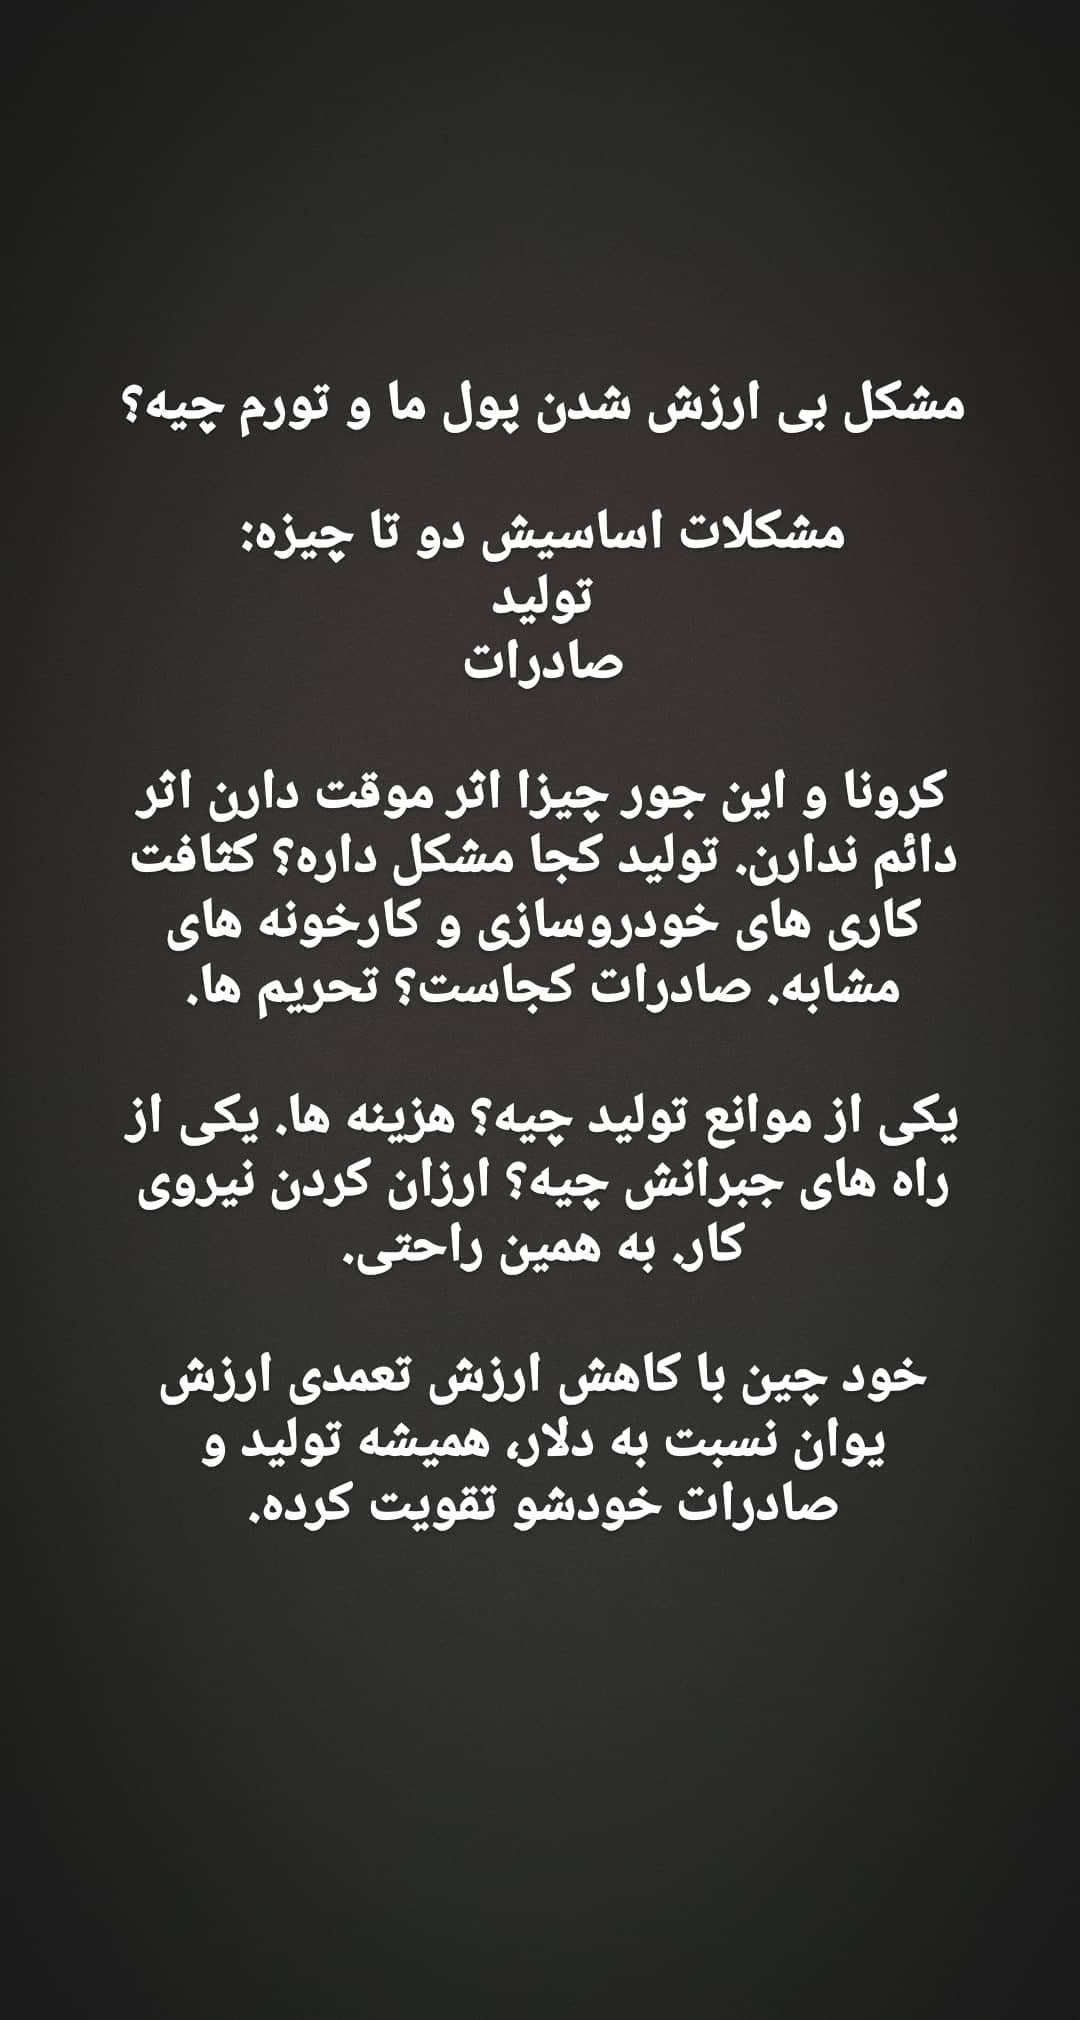 مشکل بی ارزش شدن پول ما و تورم چیه؟
مشکلات اساسیش دو تا چیزه:
تولید
صادرات
کرونا و این جور چیزا اثر موقت دارن اثر
دائم ندارن. تولید کجا مشکل داره؟ کثافت
کاری های خودروسازی و کارخونه های
مشابه. صادرات کجاست؟ تحریم ها.
یکی از موانع تولید چیه؟ هزینه ها. یکی از
راه های جبرانش چیه؟ ارزان کردن نیروی
کار. به همین راحتی.
خود چین با کاهش ارزش تعمدی ارزش
یوان نسبت به دلار، همیشه تولید و
صادرات خودشو تقویت کرده.